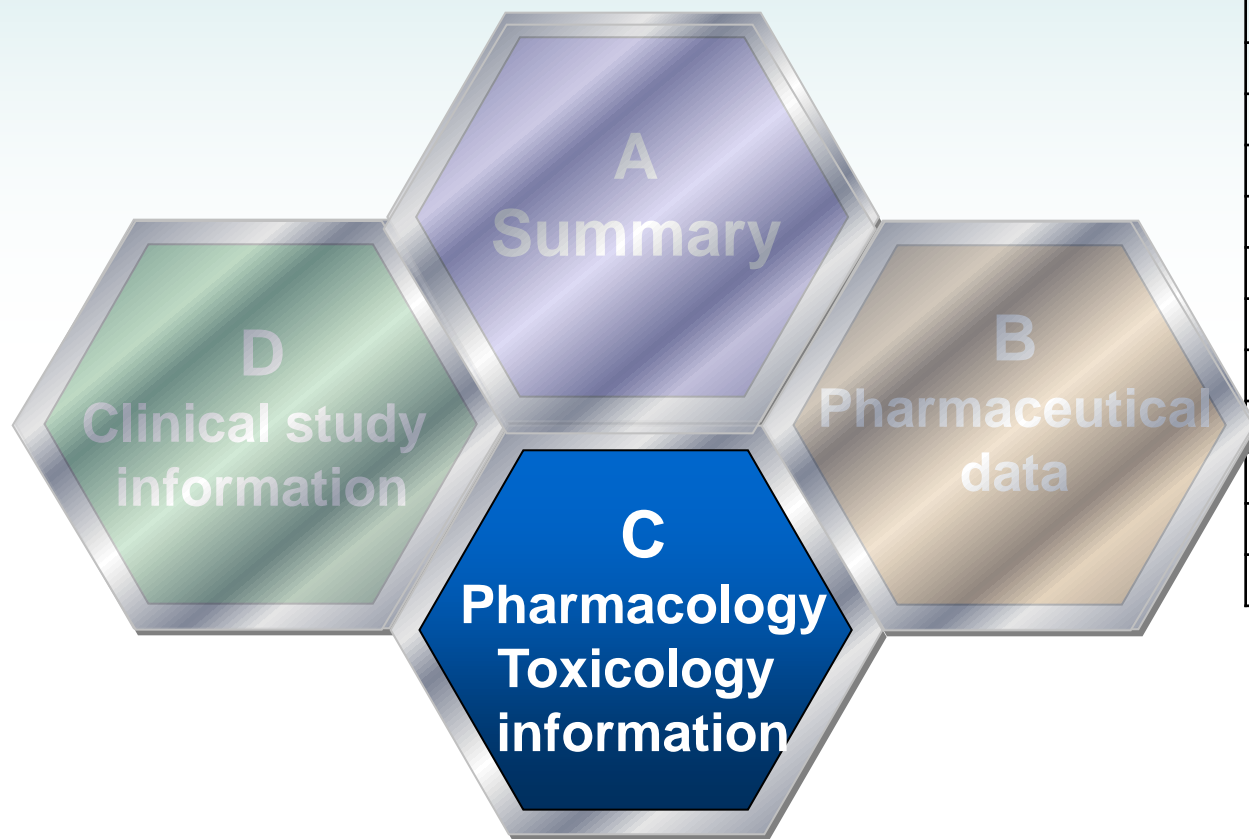 A
Summary
B
Pharmaceutical
data
C
Pharmacology
Toxicology
information
D
Clinical study
information